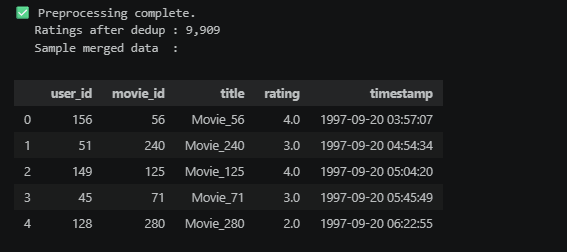 ✅ Preprocessing complete.
Ratings after dedup : 9,909
Sample merged data  :
user_id movie_id title rating timestamp
0 156 56 Movie_56 4.0 1997-09-20 03:57:07
1 51 240 Movie_240 3.0 1997-09-20 04:54:34
2 149 125 Movie_125 4.0 1997-09-20 05:04:20
3 45 71 Movie_71 3.0 1997-09-20 05:45:49
4 128 280 Movie_280 2.0 1997-09-20 06:22:55